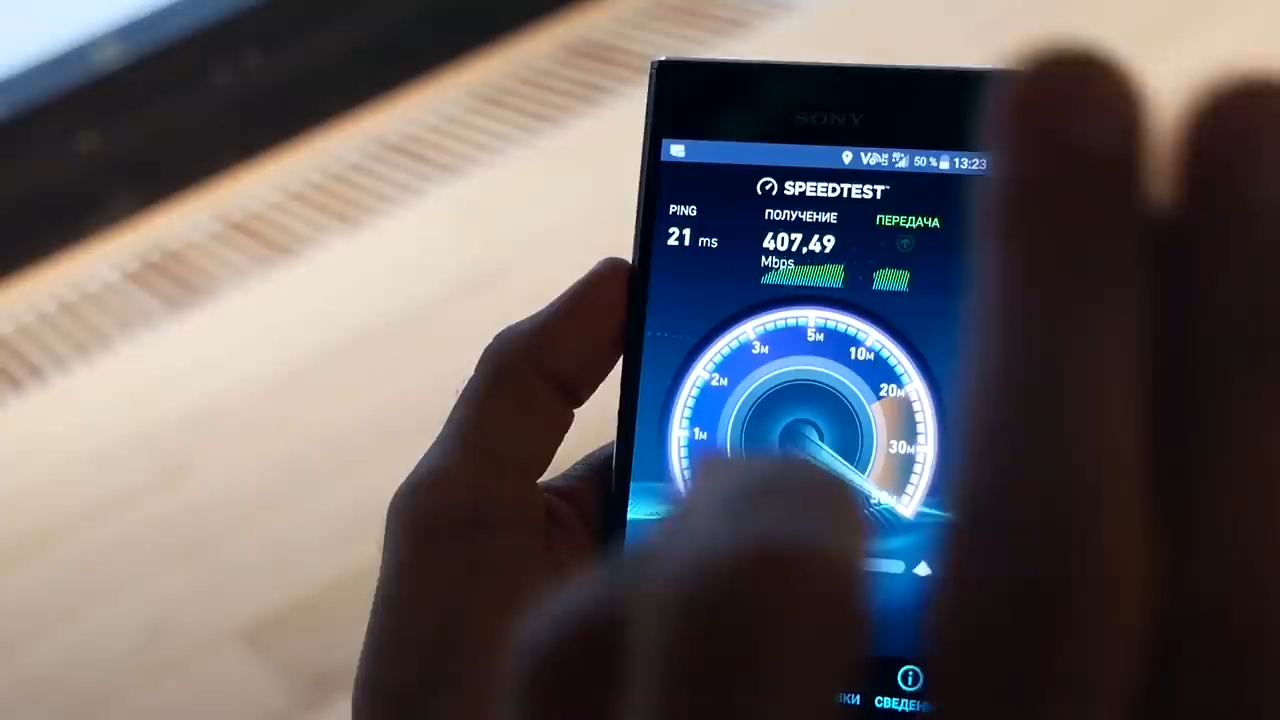 SONY
50 % 13:23
SPEEDTEST™
PING ПОЛУЧЕНИЕ ПЕРЕДАЧА
21 ms 407,49
Mbps
5M
3M 10M
2M 20M
1M 30M